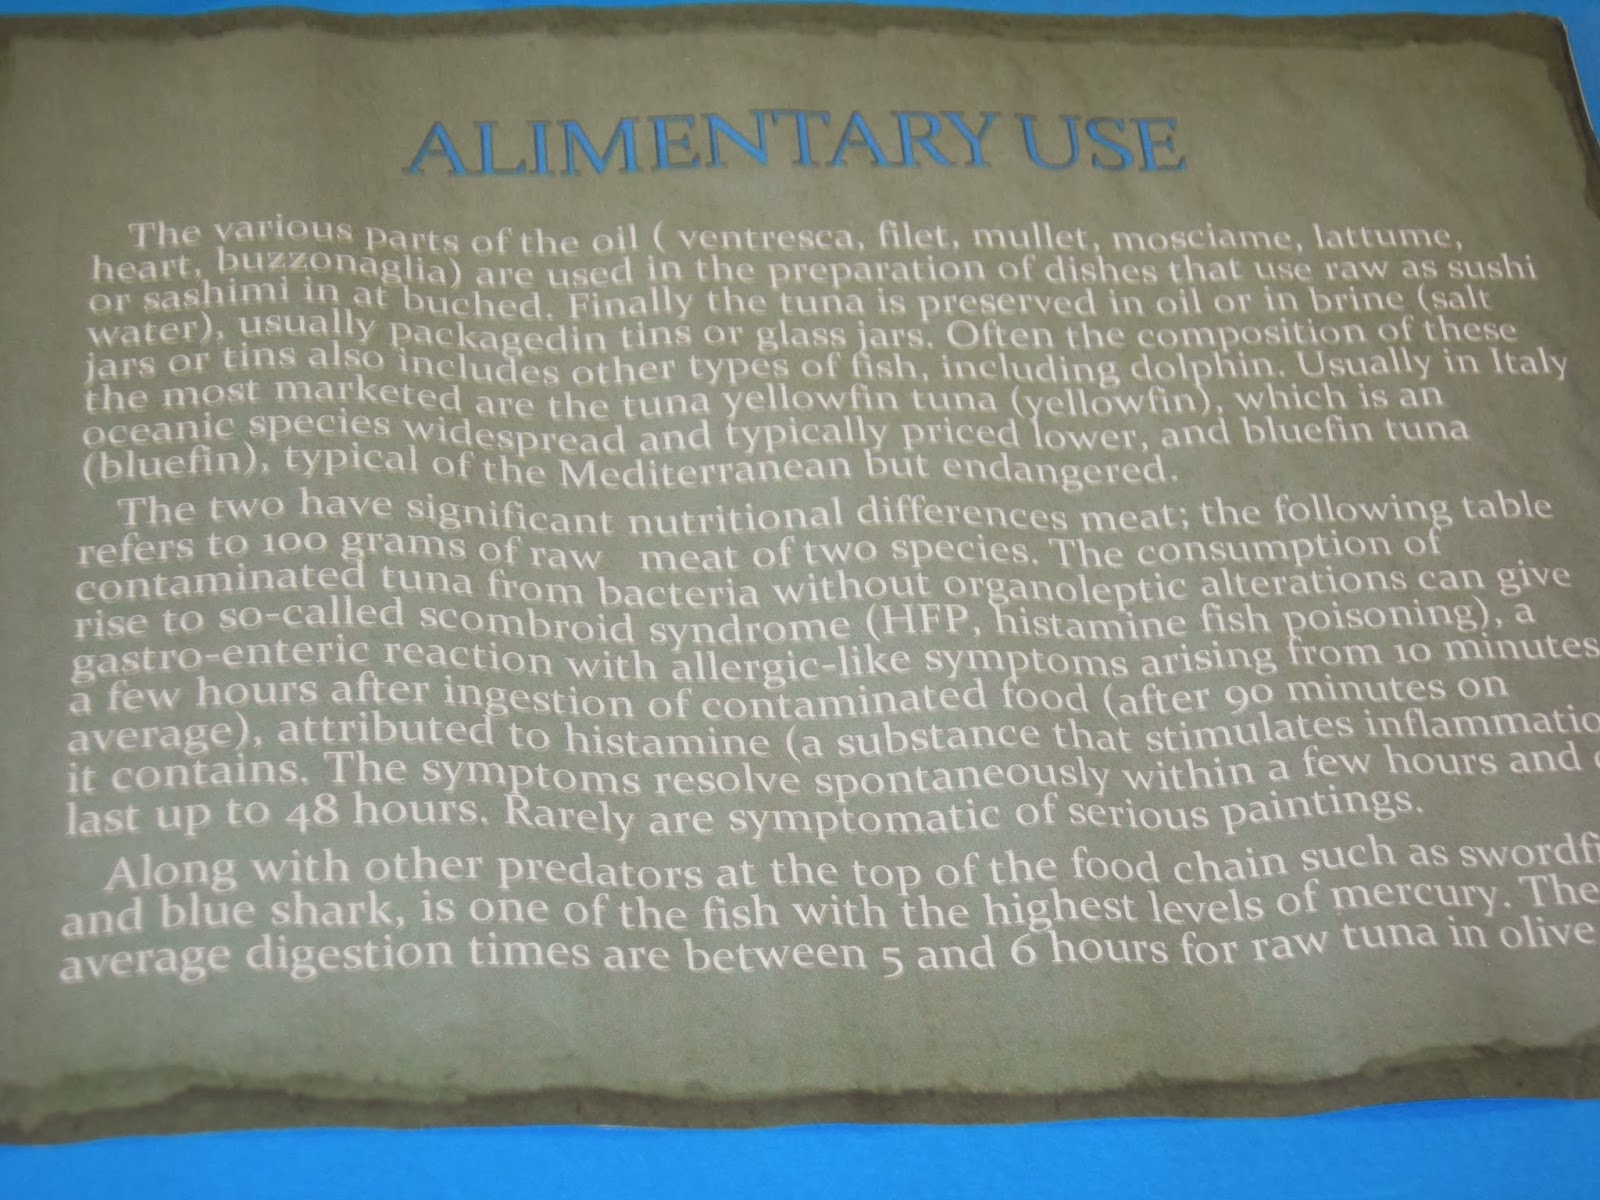 ALIMENTARY USE
The various parts of the oil ( ventresca, filet, mullet, mosciame, lattume,
heart, buzzonaglia) are used in the preparation of dishes that use raw as sushi
or sashimi in at buched. Finally the tuna is preserved in oil or in brine (salt
water), usually packagedin tins or glass jars. Often the composition of these
jars or tins also includes other types of fish, including dolphin. Usually in Italy
the most marketed are the tuna yellowfin tuna (yellowfin), which is an
oceanic species widespread and typically priced lower, and bluefin tuna
(bluefin), typical of the Mediterranean but endangered.
The two have significant nutritional differences meat; the following table
refers to 100 grams of raw meat of two species. The consumption of
contaminated tuna from bacteria without organoleptic alterations can give
rise to so-called scombroid syndrome (HFP, histamine fish poisoning), a
gastro-enteric reaction with allergic-like symptoms arising from 10 minutes
a few hours after ingestion of contaminated food (after 90 minutes on
average), attributed to histamine (a substance that stimulates inflammatio
it contains. The symptoms resolve spontaneously within a few hours and
last up to 48 hours. Rarely are symptomatic of serious paintings.
Along with other predators at the top of the food chain such as swordfi
and blue shark, is one of the fish with the highest levels of mercury. The
average digestion times are between 5 and 6 hours for raw tuna in olive